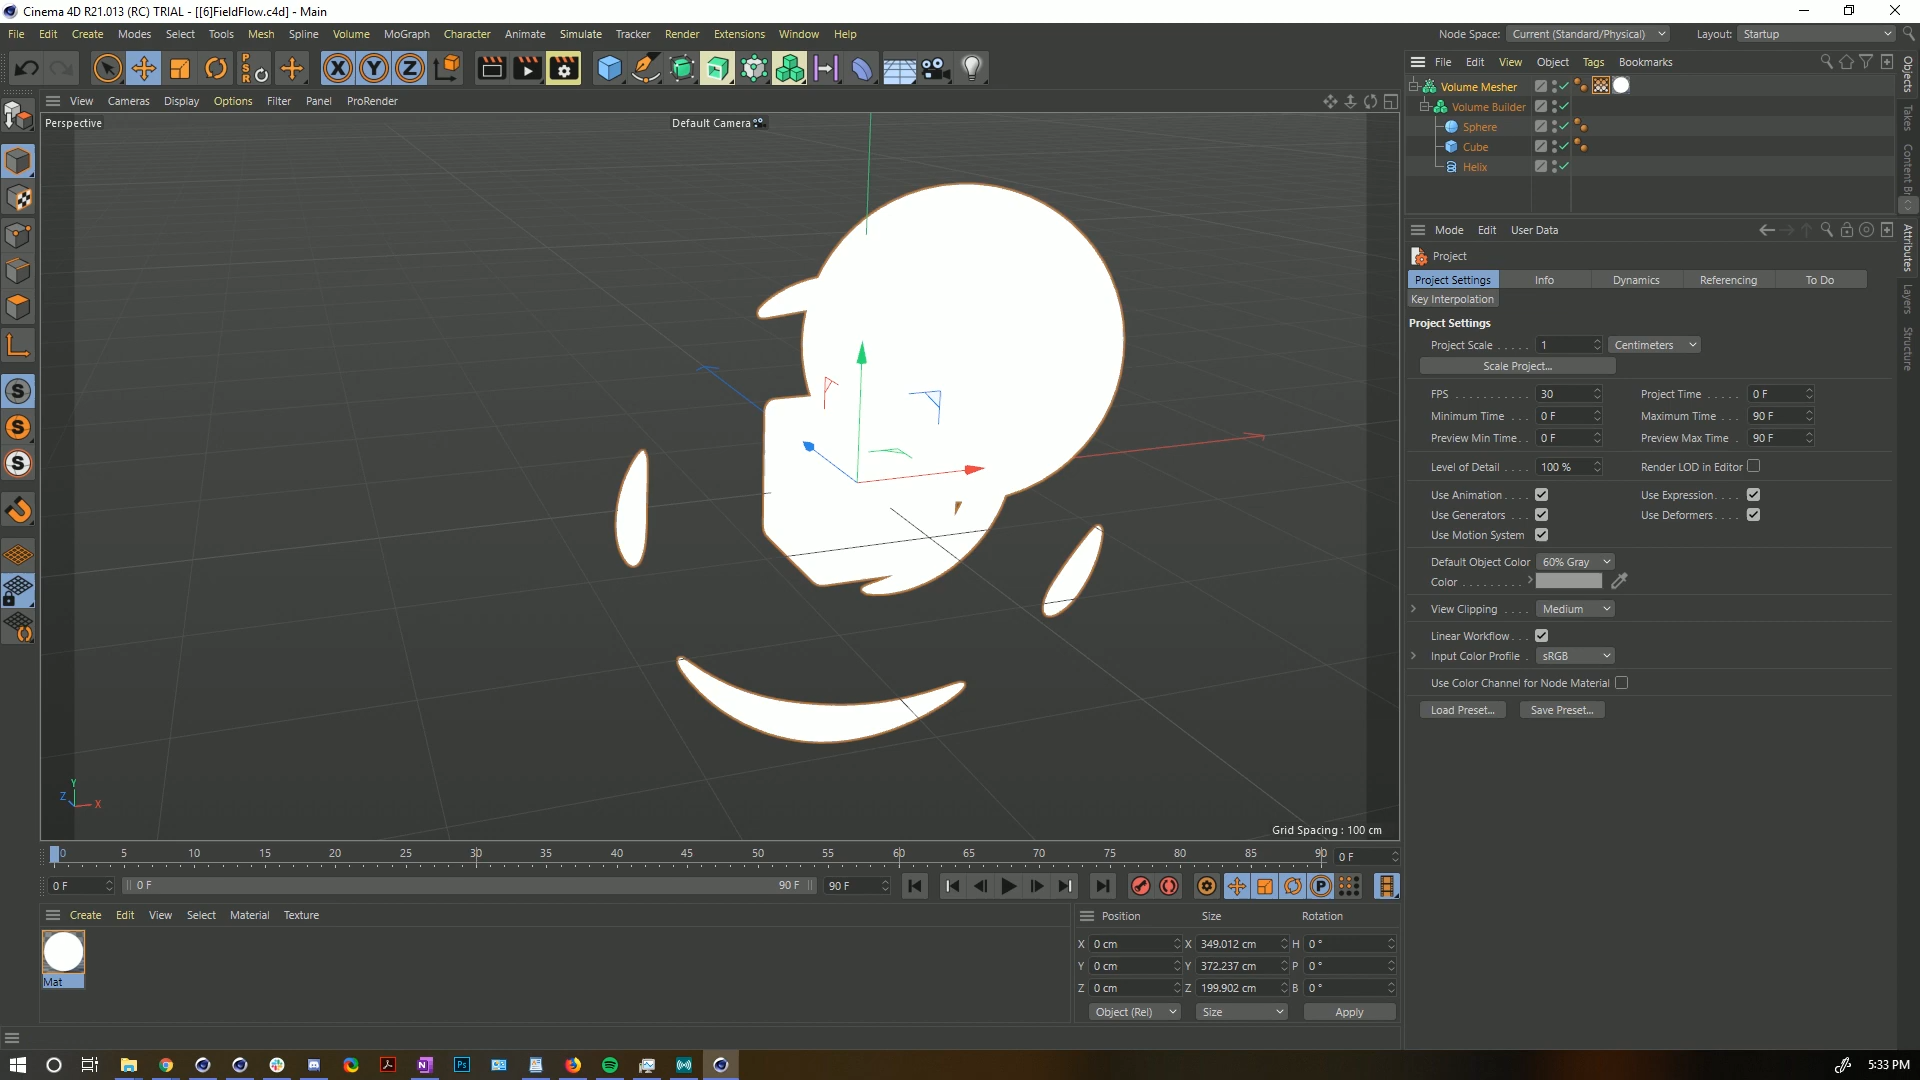 Cinema 4D R21.013 (RC) TRIAL - [[6]FieldFlow.c4d] - Main
File Edit Create Modes Select Tools Mesh Spline Volume MoGraph Character Animate Simulate Tracker Render Extensions Window Help
Node Space: Current (Standard/Physical) Layout: Startup
File Edit View Object Tags Bookmarks
View Cameras Display Options Filter Panel ProRender
Perspective
Default Camera
Volume Mesher
Volume Builder
Sphere
Cube
Helix
Objects
Takes
Content Br
Attributes
Layers
Structure
Mode Edit User Data
Project
Project Settings Info Dynamics Referencing To Do
Key Interpolation
Project Settings
Project Scale . . . . . 1 Centimeters
Scale Project...
FPS . . . . . . . . . . . 30 Project Time . . . . . 0 F
Minimum Time . . . 0 F Maximum Time . . . 90 F
Preview Min Time. . 0 F Preview Max Time . 90 F
Level of Detail . . . . 100 % Render LOD in Editor
Use Animation. . . . Use Expression. . . .
Use Generators . . . Use Deformers. . . .
Use Motion System
Default Object Color 60% Gray
Color . . . . . . . . .
View Clipping . . . . Medium
Linear Workflow. . .
Input Color Profile . sRGB
Use Color Channel for Node Material
Load Preset... Save Preset...
Y
Z X
Grid Spacing : 100 cm
0 5 10 15 20 25 30 35 40 45 50 55 60 65 70 75 80 85 90 0 F
0 F 0 F 90 F 90 F
Create Edit View Select Material Texture
Mat
Position Size Rotation
X 0 cm X 349.012 cm H 0 °
Y 0 cm Y 372.237 cm P 0 °
Z 0 cm Z 199.902 cm B 0 °
Object (Rel) Size Apply
5:33 PM